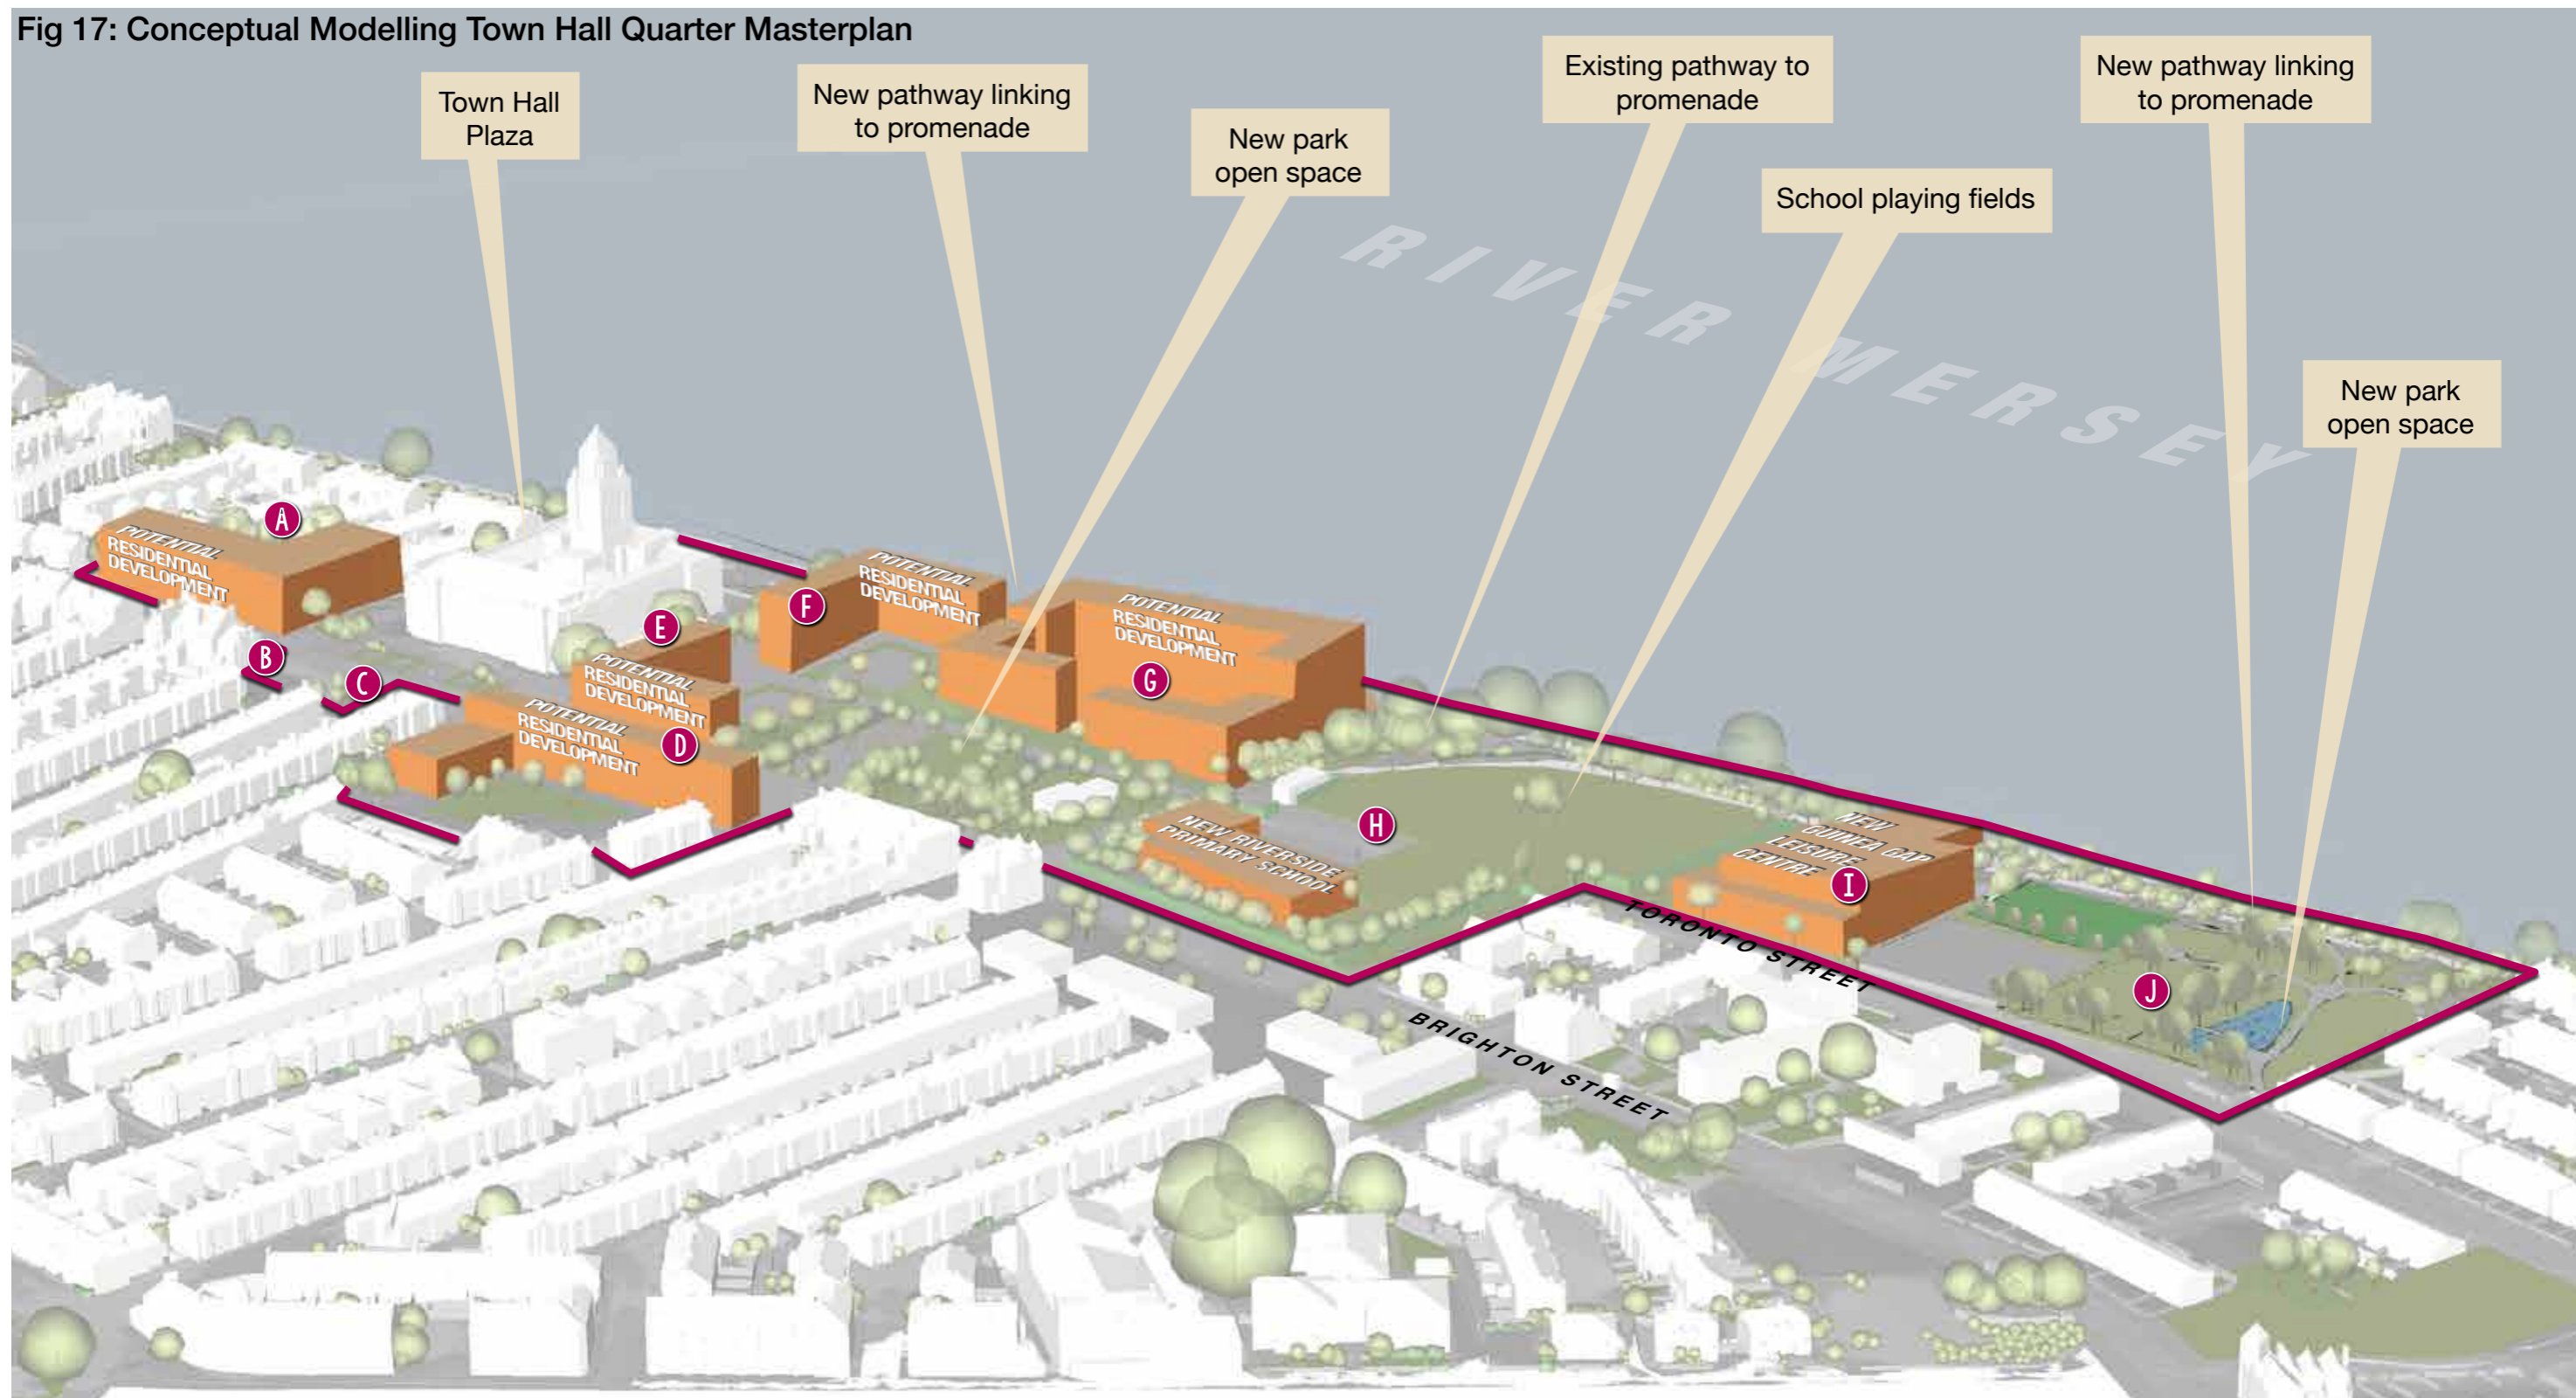 Fig 17: Conceptual Modelling Town Hall Quarter Masterplan
Town Hall
Plaza
New pathway linking
to promenade
New park
open space
Existing pathway to
promenade
School playing fields
New pathway linking
to promenade
New park
open space
RIVER MERSEY
A
POTENTIAL
RESIDENTIAL
DEVELOPMENT
B
C
E
POTENTIAL
RESIDENTIAL
DEVELOPMENT
POTENTIAL
RESIDENTIAL
DEVELOPMENT
D
F
POTENTIAL
RESIDENTIAL
DEVELOPMENT
POTENTIAL
RESIDENTIAL
DEVELOPMENT
G
H
NEW RIVERSIDE
PRIMARY SCHOOL
NEW
GUINEA GAP
LEISURE
CENTRE
I
J
TORONTO STREET
BRIGHTON STREET